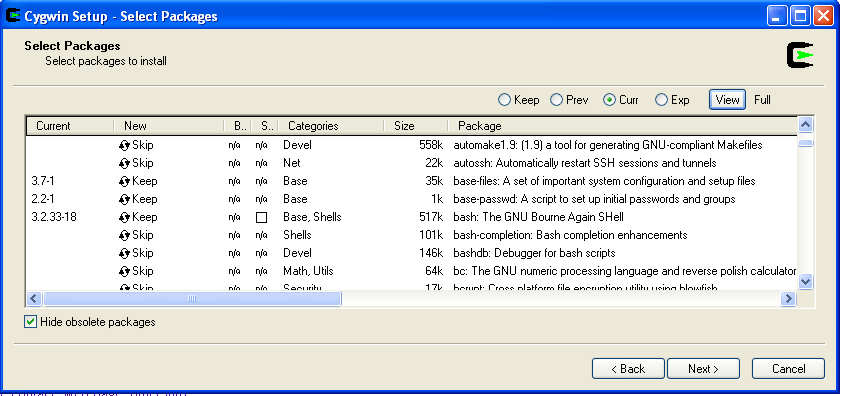 Cygwin Setup - Select Packages
Select Packages
Select packages to install
Keep Prev Curr Exp View Full
Current New B.. S.. Categories Size Package
Skip n/a n/a Devel 558k automake1.9: (1.9) a tool for generating GNU-compliant Makefiles
Skip n/a n/a Net 22k autossh: Automatically restart SSH sessions and tunnels
3.7-1 Keep n/a n/a Base 35k base-files: A set of important system configuration and setup files
2.2-1 Keep n/a n/a Base 1k base-passwd: A script to set up initial passwords and groups
3.2.33-18 Keep n/a Base, Shells 517k bash: The GNU Bourne Again SHell
Skip n/a n/a Shells 101k bash-completion: Bash completion enhancements
Skip n/a n/a Devel 146k bashdb: Debugger for bash scripts
Skip n/a n/a Math, Utils 64k bc: The GNU numeric processing language and reverse polish calculator
Skip n/a n/a Security 17k bcrypt: Cross platform file encryption utility using blowfish
Hide obsolete packages
< Back Next > Cancel